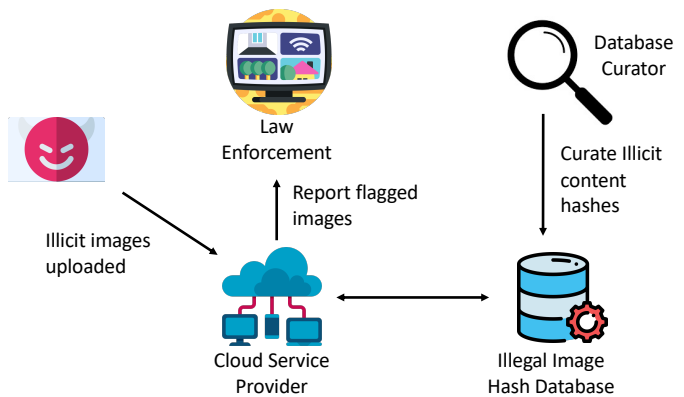 Database
Curator
Law
Enforcement
Curate Illicit
content
hashes
Report flagged
images
Illicit images
uploaded
Cloud Service
Provider
Illegal Image
Hash Database